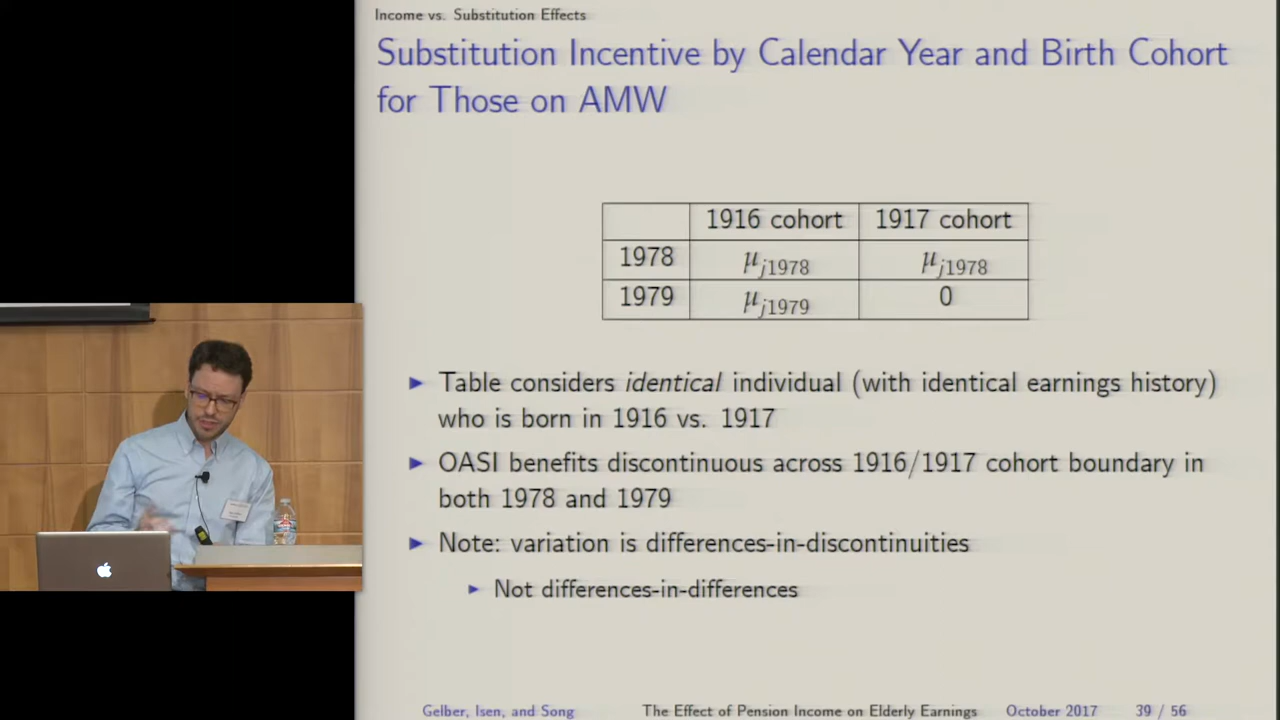 Income vs. Substitution Effects
Substitution Incentive by Calendar Year and Birth Cohort
for Those on AMW
1916 cohort 1917 cohort
1978 μj1978 μj1978
1979 μj1979 0
► Table considers identical individual (with identical earnings history)
who is born in 1916 vs. 1917
► OASI benefits discontinuous across 1916/1917 cohort boundary in
both 1978 and 1979
► Note: variation is differences-in-discontinuities
► Not differences-in-differences
Gelber, Isen, and Song The Effect of Pension Income on Elderly Earnings October 2017 39 / 56